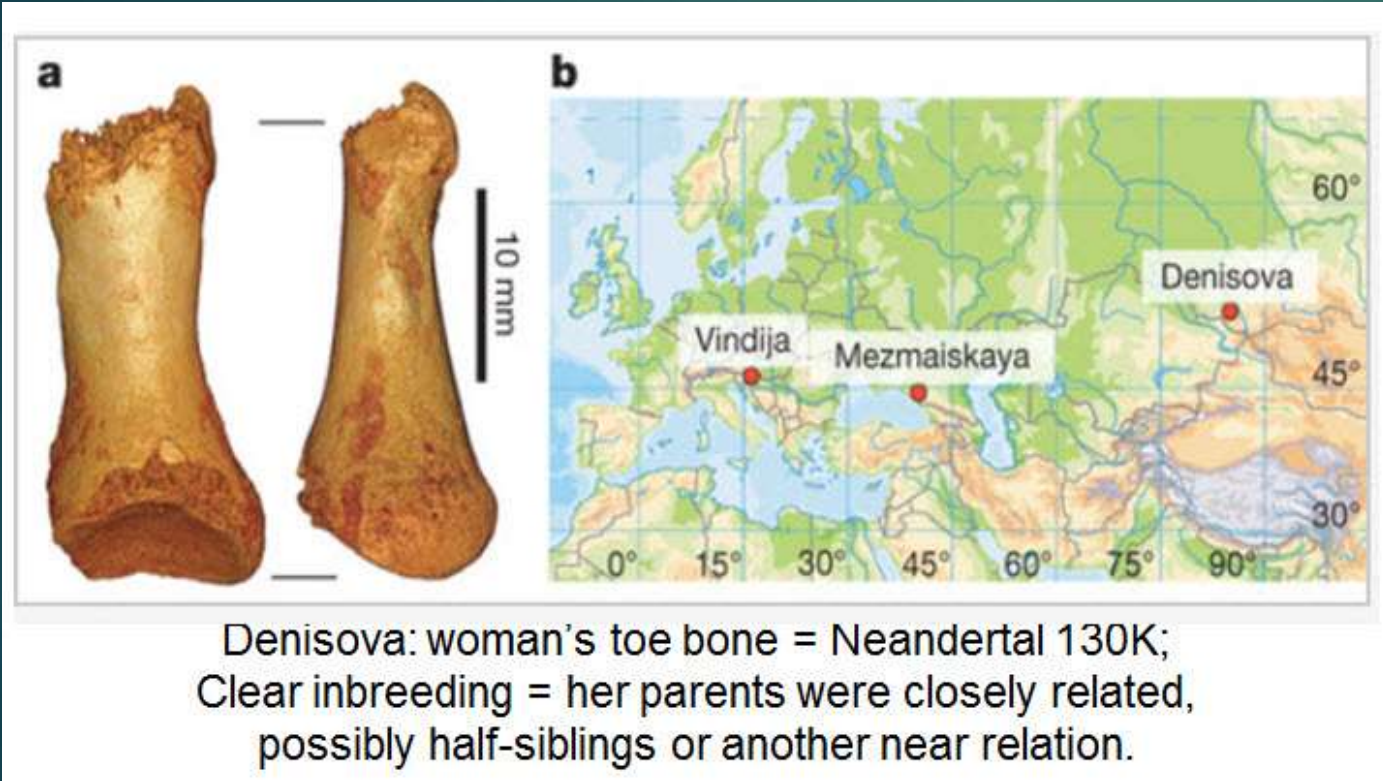 a
b
10 mm
60°
Denisova
Vindija
Mezmaiskaya
45°
30°
0° 15° 30° 45° 60° 75° 90°
Denisova: woman's toe bone = Neandertal 130K;
Clear inbreeding = her parents were closely related,
possibly half-siblings or another near relation.